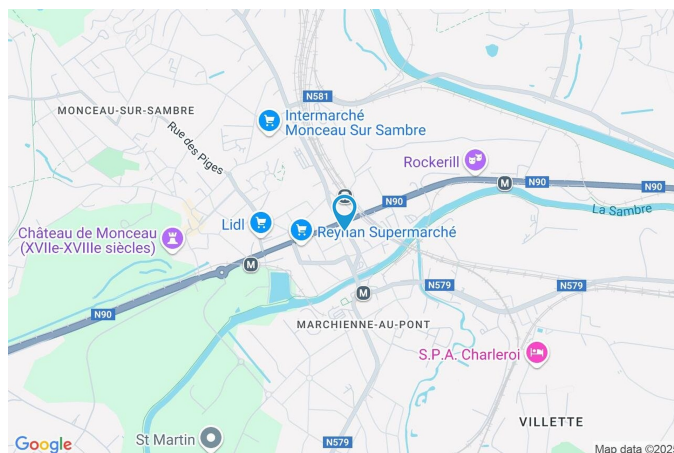 N581
MONCEAU-SUR-SAMBRE
Intermarché
Monceau Sur Sambre
Rue des Piges
Rockerill
M
N90
N90
N90
La Sambre
Lidl
Reyhan Supermarché
Château de Monceau
(XVIIe-XVIIIe siècles)
M
N579
N579
M
N90
MARCHIENNE-AU-PONT
S.P.A. Charleroi
VILLETTE
St Martin
N579
Google
Map data ©2025